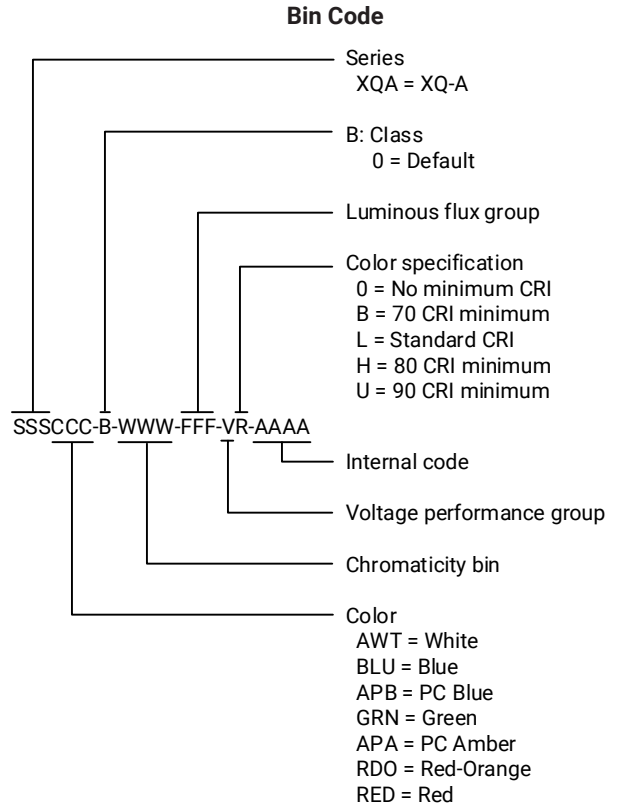 Bin Code
Series
XQA = XQ-A
B: Class
0 = Default
Luminous flux group
Color specification
0 = No minimum CRI
B = 70 CRI minimum
L = Standard CRI
H = 80 CRI minimum
U = 90 CRI minimum
SSSCCC-B-WWW-FFF-VR-AAAA
Internal code
Voltage performance group
Chromaticity bin
Color
AWT = White
BLU = Blue
APB = PC Blue
GRN = Green
APA = PC Amber
RDO = Red-Orange
RED = Red